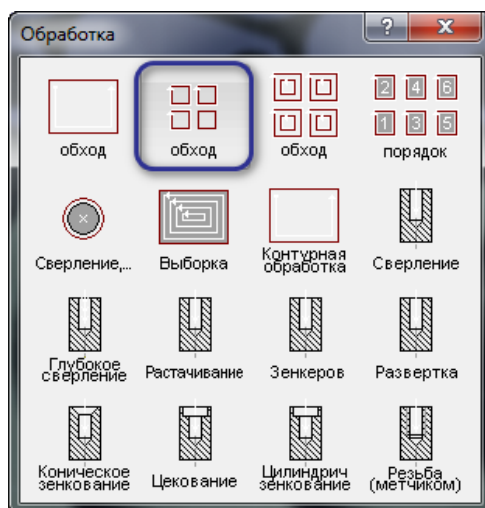 Обработка
?
X
2 4 6
1 3 5
обход
обход
обход
порядок
Сверление,...
Выборка
Контурная
обработка
Сверление
Глубокое
сверление
Растачивание
Зенкеров
Развертка
Коническое
зенкование
Цекование
Цилиндрич
зенкование
Резьба
(метчиком)